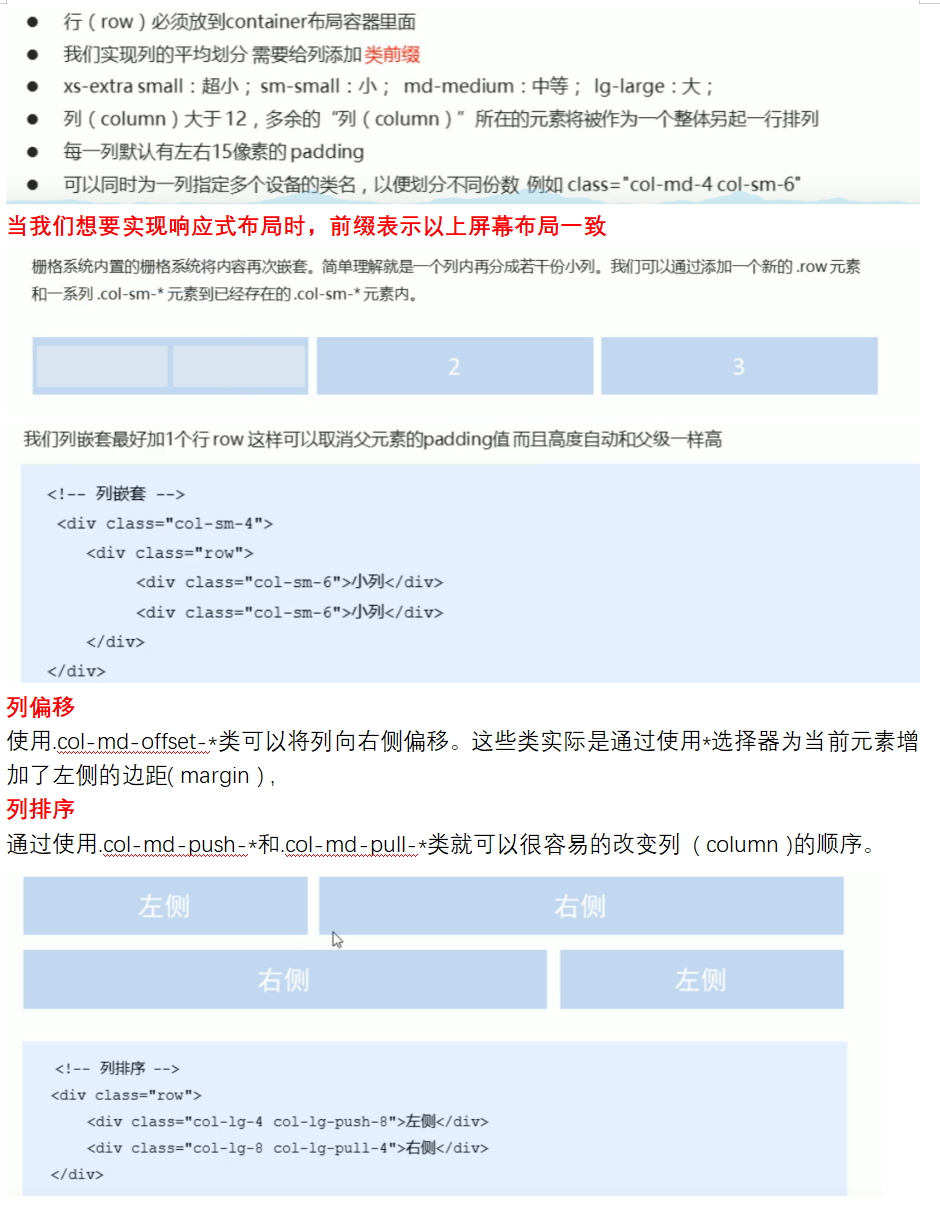 ● 行（row）必须放到container布局容器里面
● 我们实现列的平均划分 需要给列添加 类前缀
● xs-extra small：超小；sm-small：小； md-medium：中等； lg-large：大；
● 列（column）大于 12，多余的“列（column）”所在的元素将被作为一个整体另起一行排列
● 每一列默认有左右15像素的 padding
● 可以同时为一列指定多个设备的类名，以便划分不同份数 例如 class="col-md-4 col-sm-6"
当我们想要实现响应式布局时，前缀表示以上屏幕布局一致
栅格系统内置的栅格系统将内容再次嵌套。简单理解就是一个列内再分成若干份小列。我们可以通过添加一个新的 .row 元素
和一系列 .col-sm-* 元素到已经存在的 .col-sm-* 元素内。
2 3
我们列嵌套最好加1个行 row 这样可以取消父元素的padding值 而且高度自动和父级一样高
<!-- 列嵌套 -->
<div class="col-sm-4">
<div class="row">
<div class="col-sm-6">小列</div>
<div class="col-sm-6">小列</div>
</div>
</div>
列偏移
使用.col-md-offset-*类可以将列向右侧偏移。这些类实际是通过使用*选择器为当前元素增
加了左侧的边距( margin ) ,
列排序
通过使用.col-md-push-*和.col-md-pull-*类就可以很容易的改变列（ column )的顺序。
左侧 右侧
右侧 左侧
<!-- 列排序 -->
<div class="row">
<div class="col-lg-4 col-lg-push-8">左侧</div>
<div class="col-lg-8 col-lg-pull-4">右侧</div>
</div>